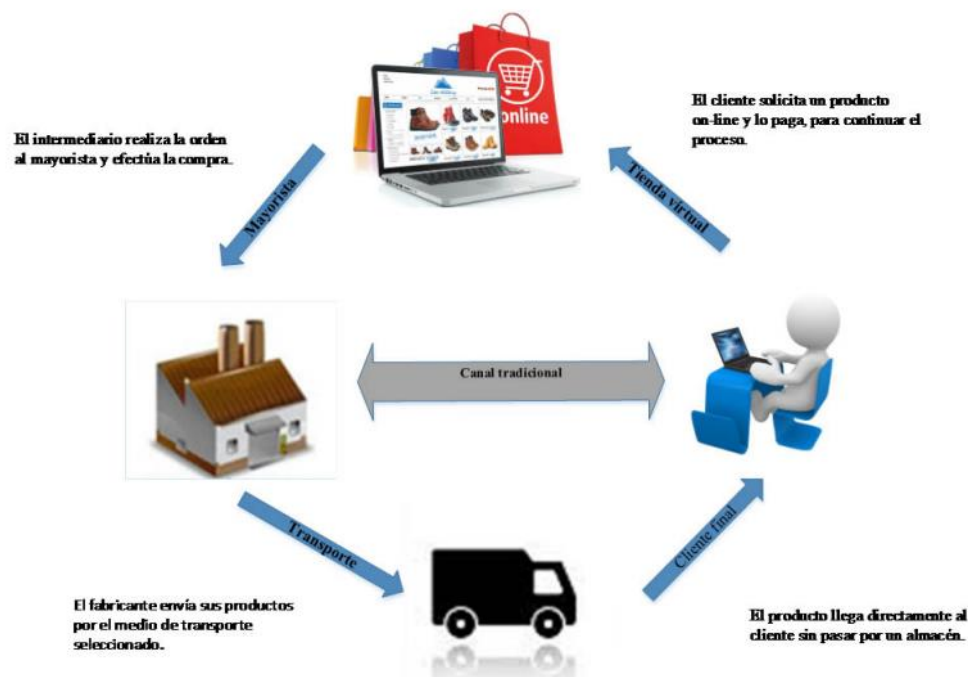 online
El cliente solicita un producto
on-line y lo paga, para continuar el
proceso.
El intermediario realiza la orden
al mayorista y efectúa la compra.
Mayorista
Tienda virtual
Canal tradicional
Transporte
Cliente final
El fabricante envía sus productos
por el medio de transporte
seleccionado.
El producto llega directamente al
cliente sin pasar por un almacén.